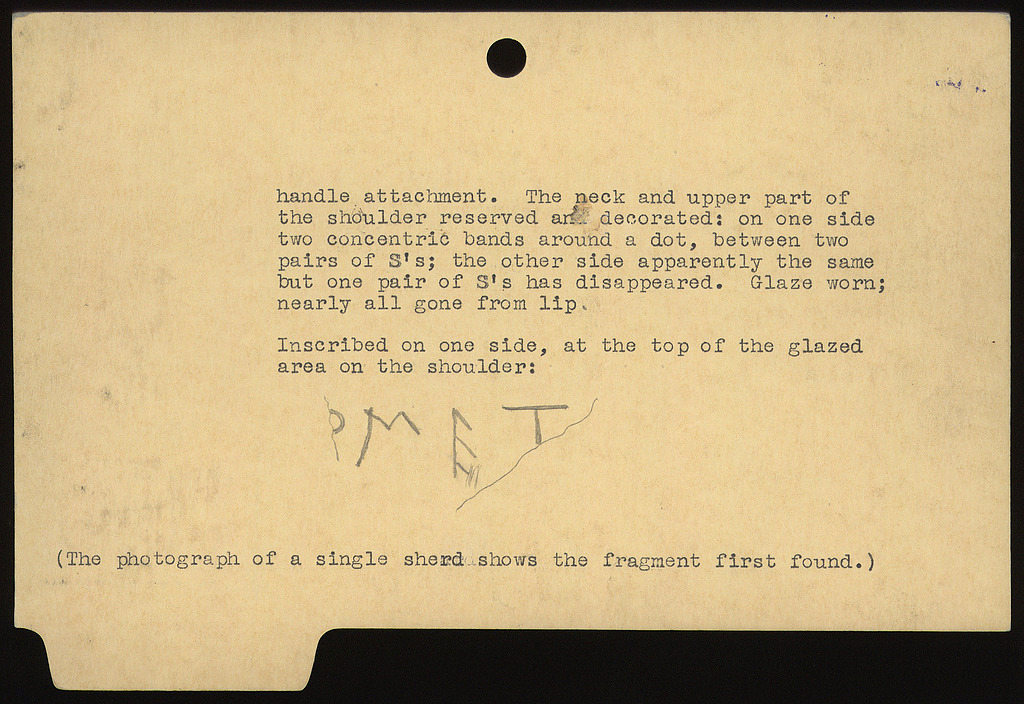 handle attachment. The neck and upper part of
the shoulder reserved and decorated: on one side
two concentric bands around a dot, between two
pairs of S's; the other side apparently the same
but one pair of S's has disappeared. Glaze worn;
nearly all gone from lip.
Inscribed on one side, at the top of the glazed
area on the shoulder:
(The photograph of a single sherd shows the fragment first found.)